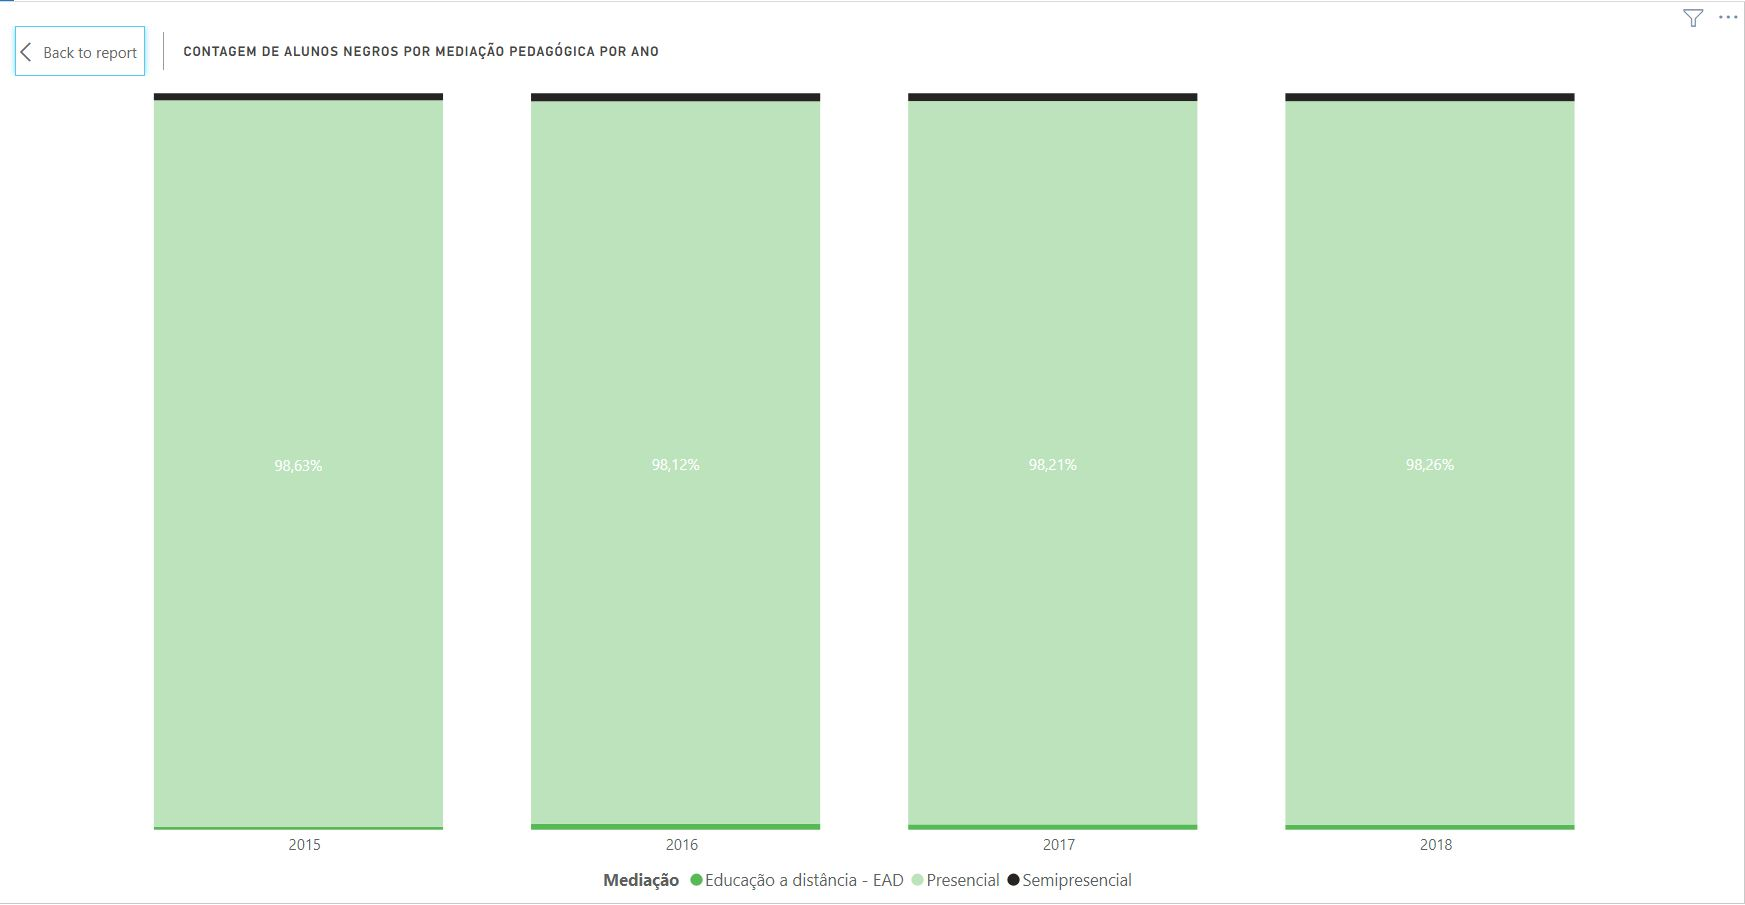 Back to report
CONTAGEM DE ALUNOS NEGROS POR MEDIAÇÃO PEDAGÓGICA POR ANO
98,63%
98,12%
98,21%
98,26%
2015
2016
2017
2018
Mediação Educação a distância - EAD Presencial Semipresencial